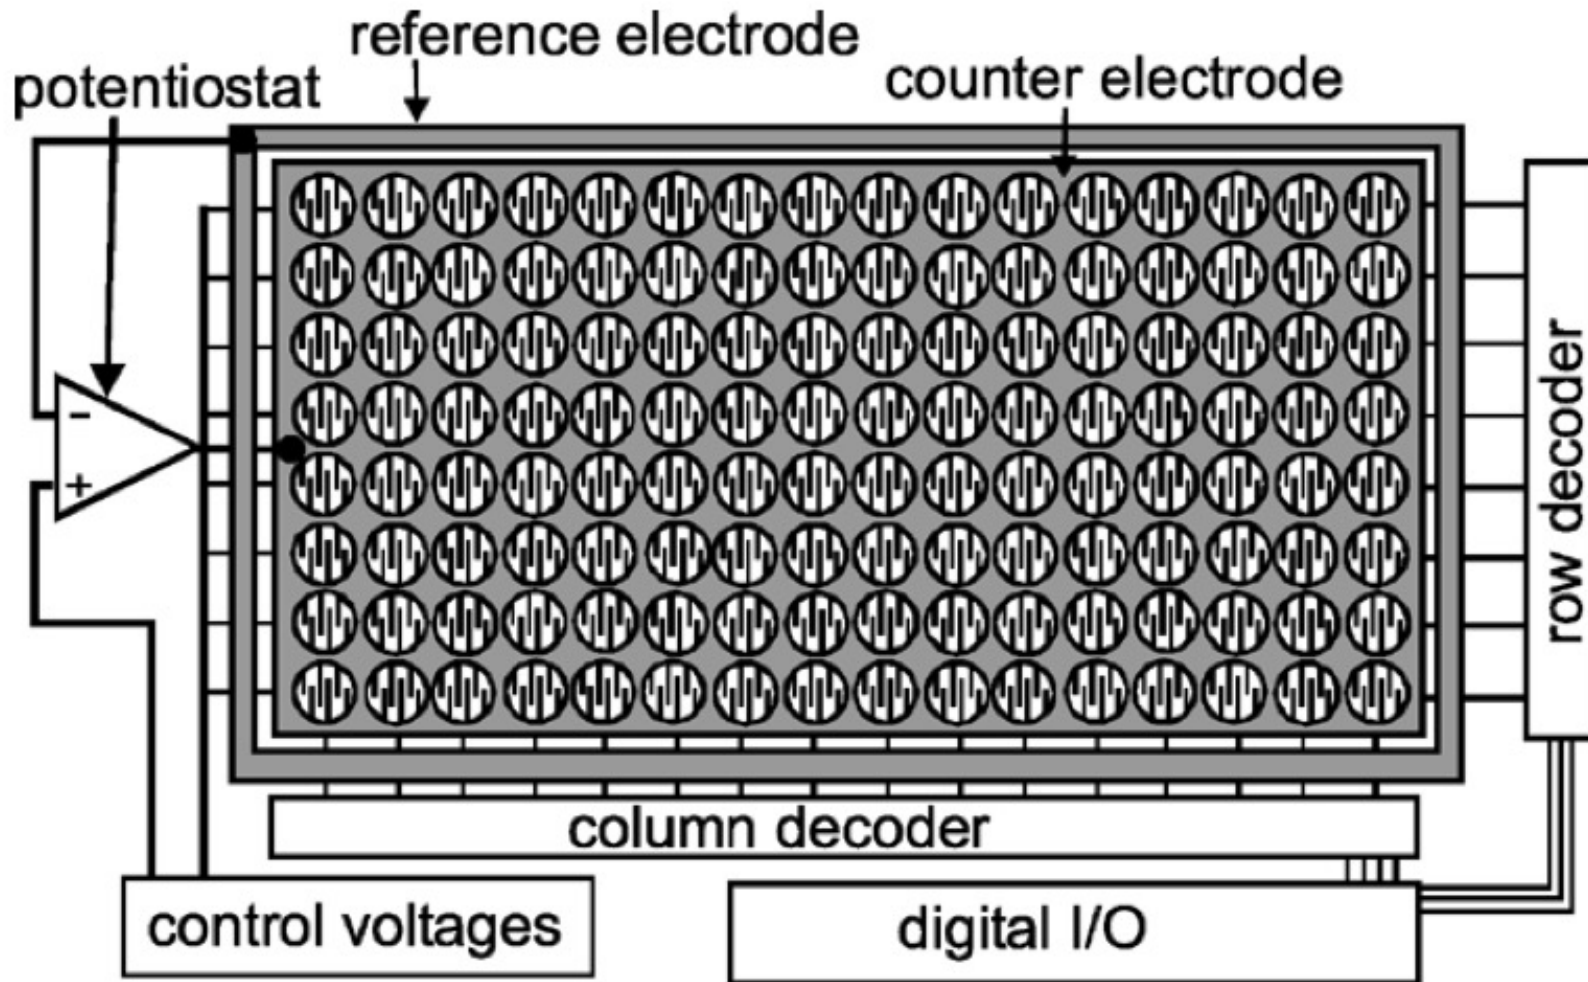 reference electrode
potentiostat
counter electrode
-
+
row decoder
column decoder
control voltages
digital I/O